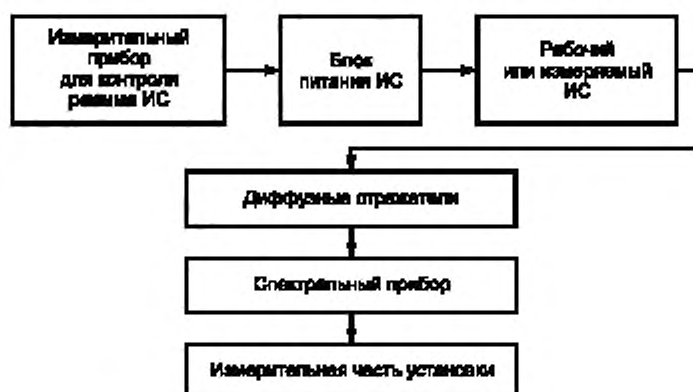 Измерительный
прибор
для контроля
режима ИС
Блок
питания ИС
Рабочий
или измеряемый
ИС
Диффузные отражатели
Спектральный прибор
Измерительная часть установки